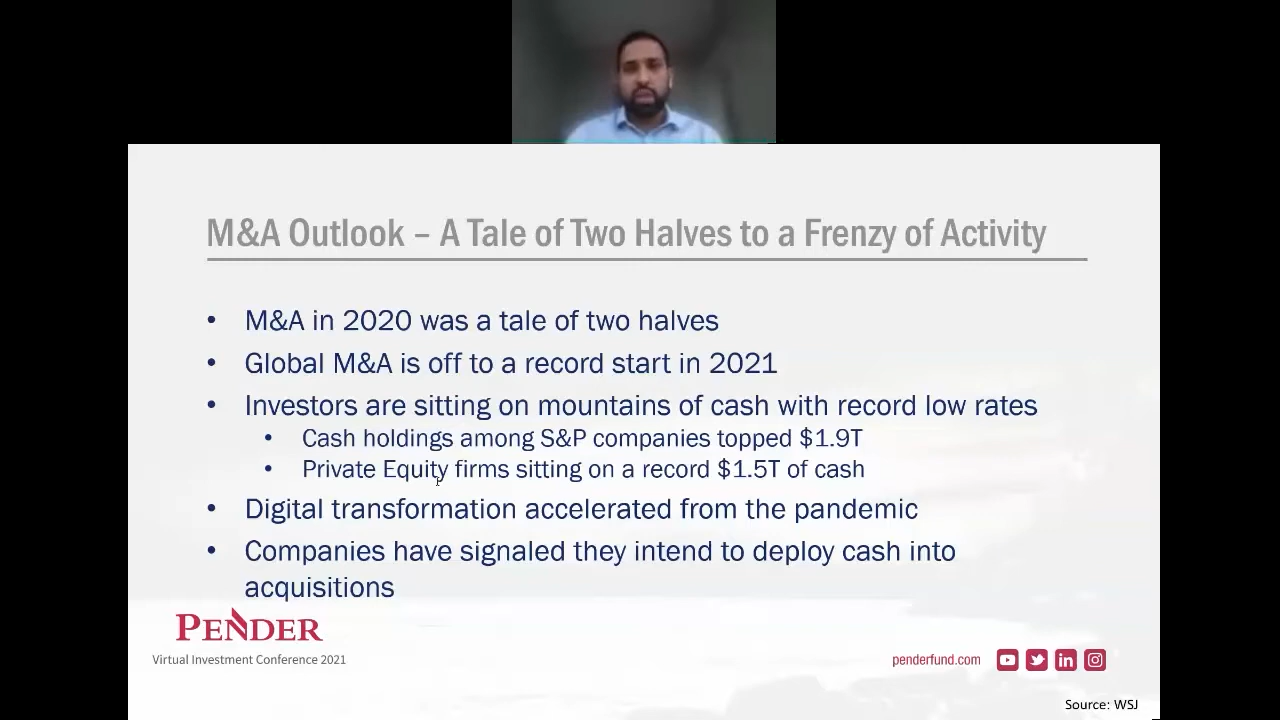 M&A Outlook – A Tale of Two Halves to a Frenzy of Activity
• M&A in 2020 was a tale of two halves
• Global M&A is off to a record start in 2021
• Investors are sitting on mountains of cash with record low rates
• Cash holdings among S&P companies topped $1.9T
• Private Equity firms sitting on a record $1.5T of cash
• Digital transformation accelerated from the pandemic
• Companies have signaled they intend to deploy cash into
acquisitions
PENDER
Virtual Investment Conference 2021
penderfund.com
Source: WSJ